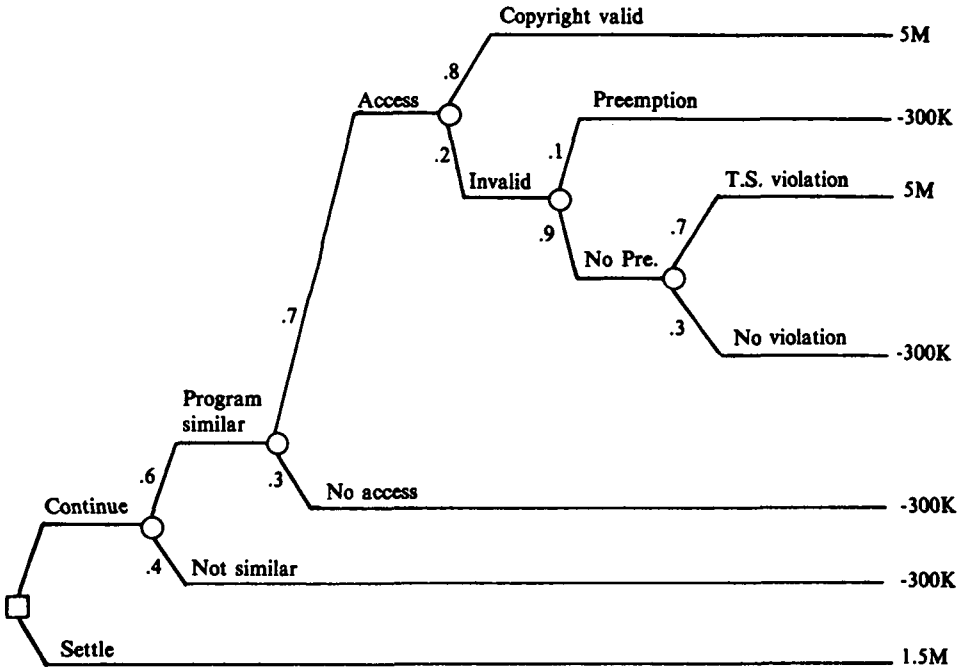 Copyright valid
5M
.8
Access
Preemption
-300K
.2
.1
Invalid
T.S. violation
5M
.9
.7
No Pre.
.7
.3
No violation
-300K
Program
similar
.6
.3
No access
-300K
Continue
.4
Not similar
-300K
Settle
1.5M